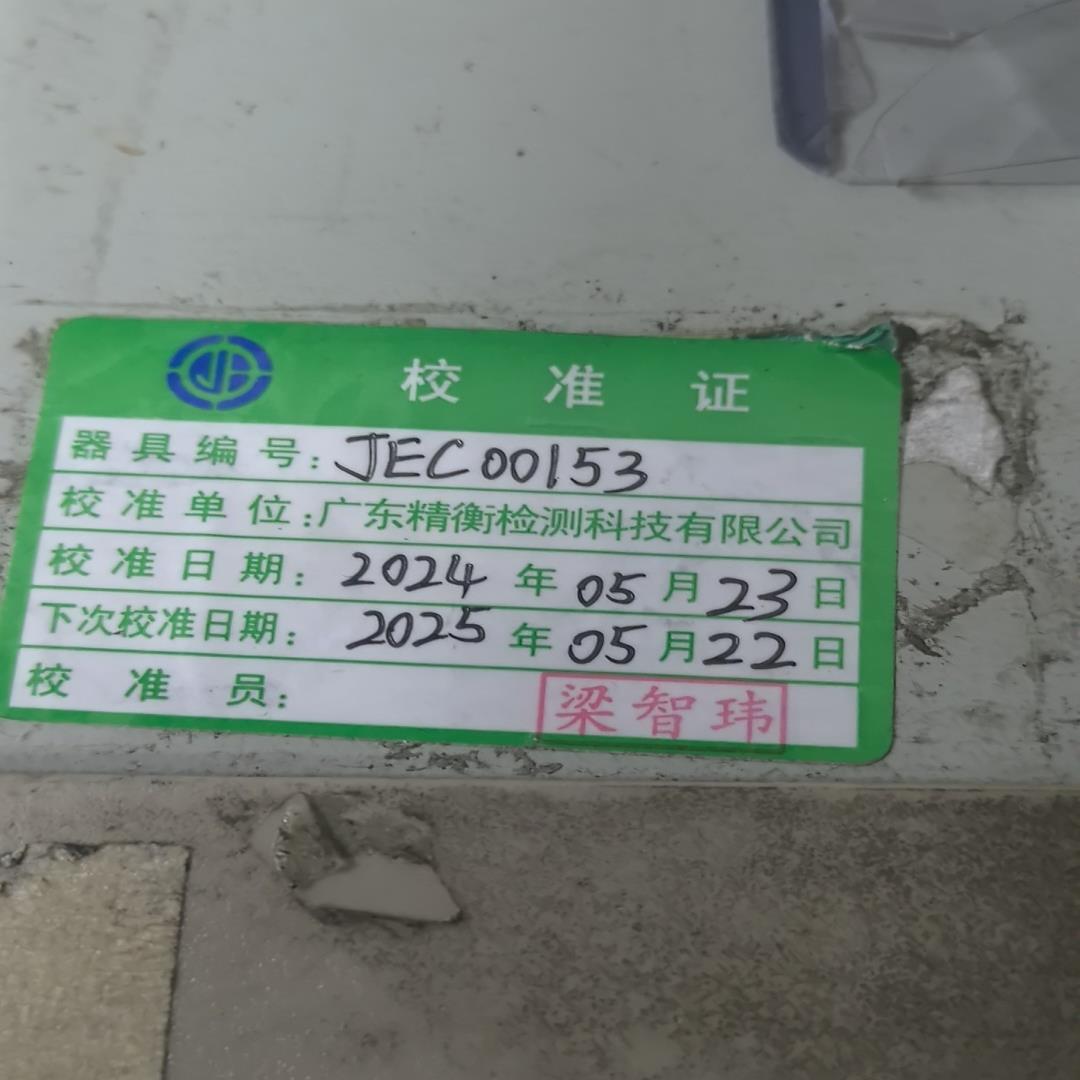 校准证
器具编号：JEC00153
校准单位：广东精衡检测科技有限公司
校准日期：2024年05月23日
下次校准日期：2025年05月22日
校准员：梁智玮